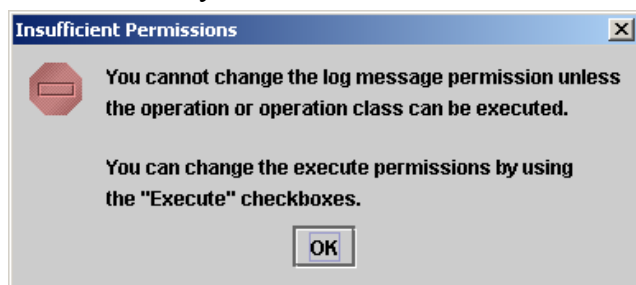 Insufficient Permissions
You cannot change the log message permission unless
the operation or operation class can be executed.
You can change the execute permissions by using
the "Execute" checkboxes.
OK